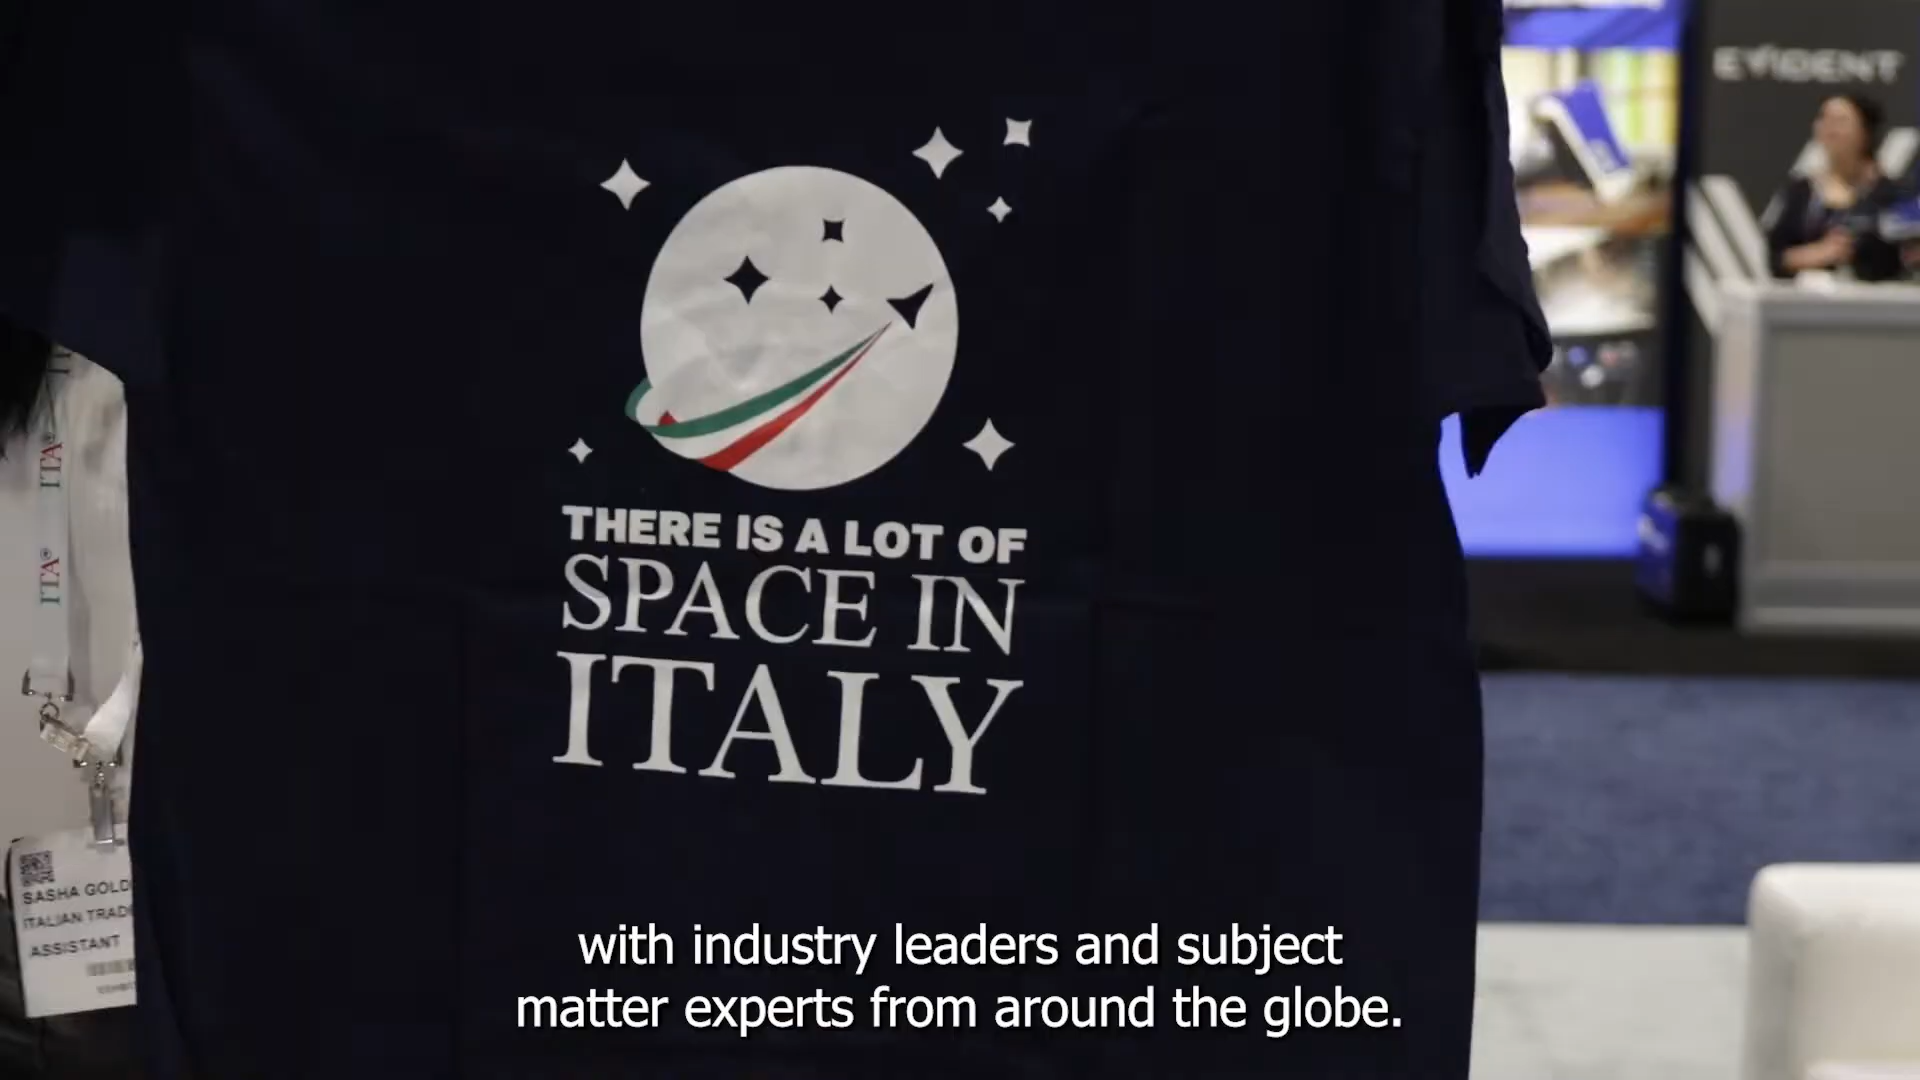 EVIDENT
THERE IS A LOT OF
SPACE IN
ITALY
ITA®
ITA®
SASHA GOLD
ITALIAN TRADE
ASSISTANT
with industry leaders and subject
matter experts from around the globe.